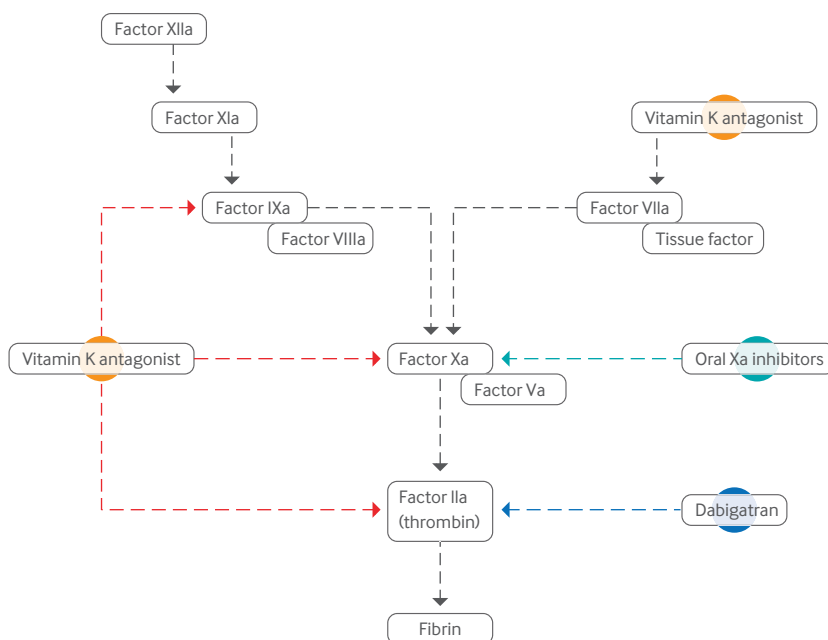 Factor XIIa
Factor XIa
Vitamin K antagonist
Factor IXa
Factor VIIa
Factor VIIIa
Tissue factor
Vitamin K antagonist
Factor Xa
Oral Xa inhibitors
Factor Va
Factor IIa
(thrombin)
Dabigatran
Fibrin